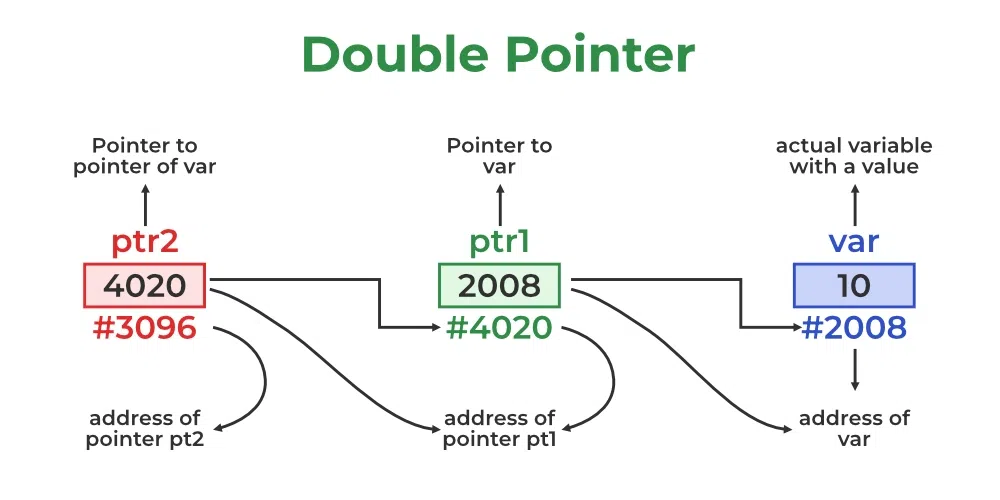 Double Pointer
Pointer to
pointer of var
Pointer to
var
actual variable
with a value
ptr2
ptr1
var
4020
2008
10
#3096
#4020
#2008
address of
pointer pt2
address of
pointer pt1
address of
var